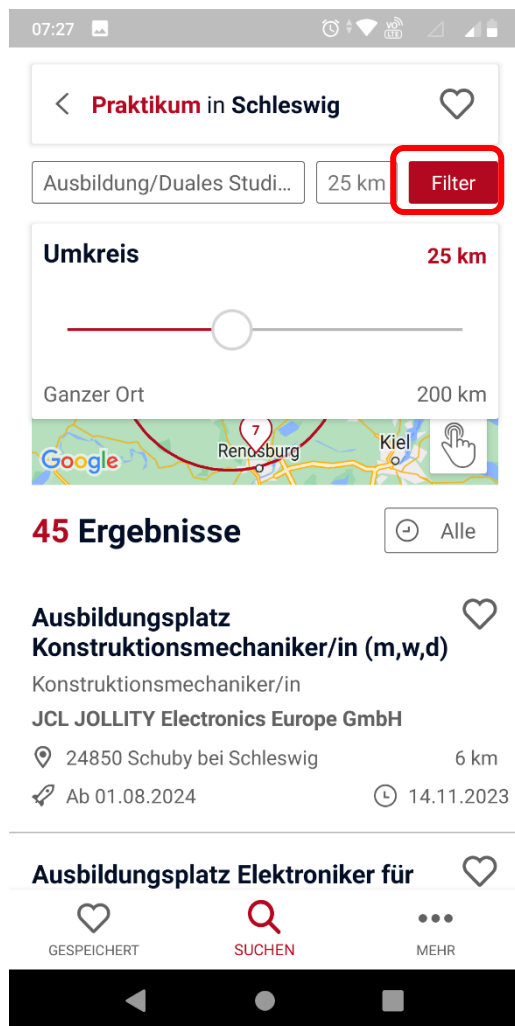 07:27
VO))
LTE
Praktikum in Schleswig
Ausbildung/Duales Studi...
25 km
Filter
Umkreis
25 km
Ganzer Ort
200 km
7
Rendsburg
Kiel
Google
45 Ergebnisse
Alle
Ausbildungsplatz
Konstruktionsmechaniker/in (m,w,d)
Konstruktionsmechaniker/in
JCL JOLLITY Electronics Europe GmbH
24850 Schuby bei Schleswig
6 km
Ab 01.08.2024
14.11.2023
Ausbildungsplatz Elektroniker für
GESPEICHERT
SUCHEN
MEHR